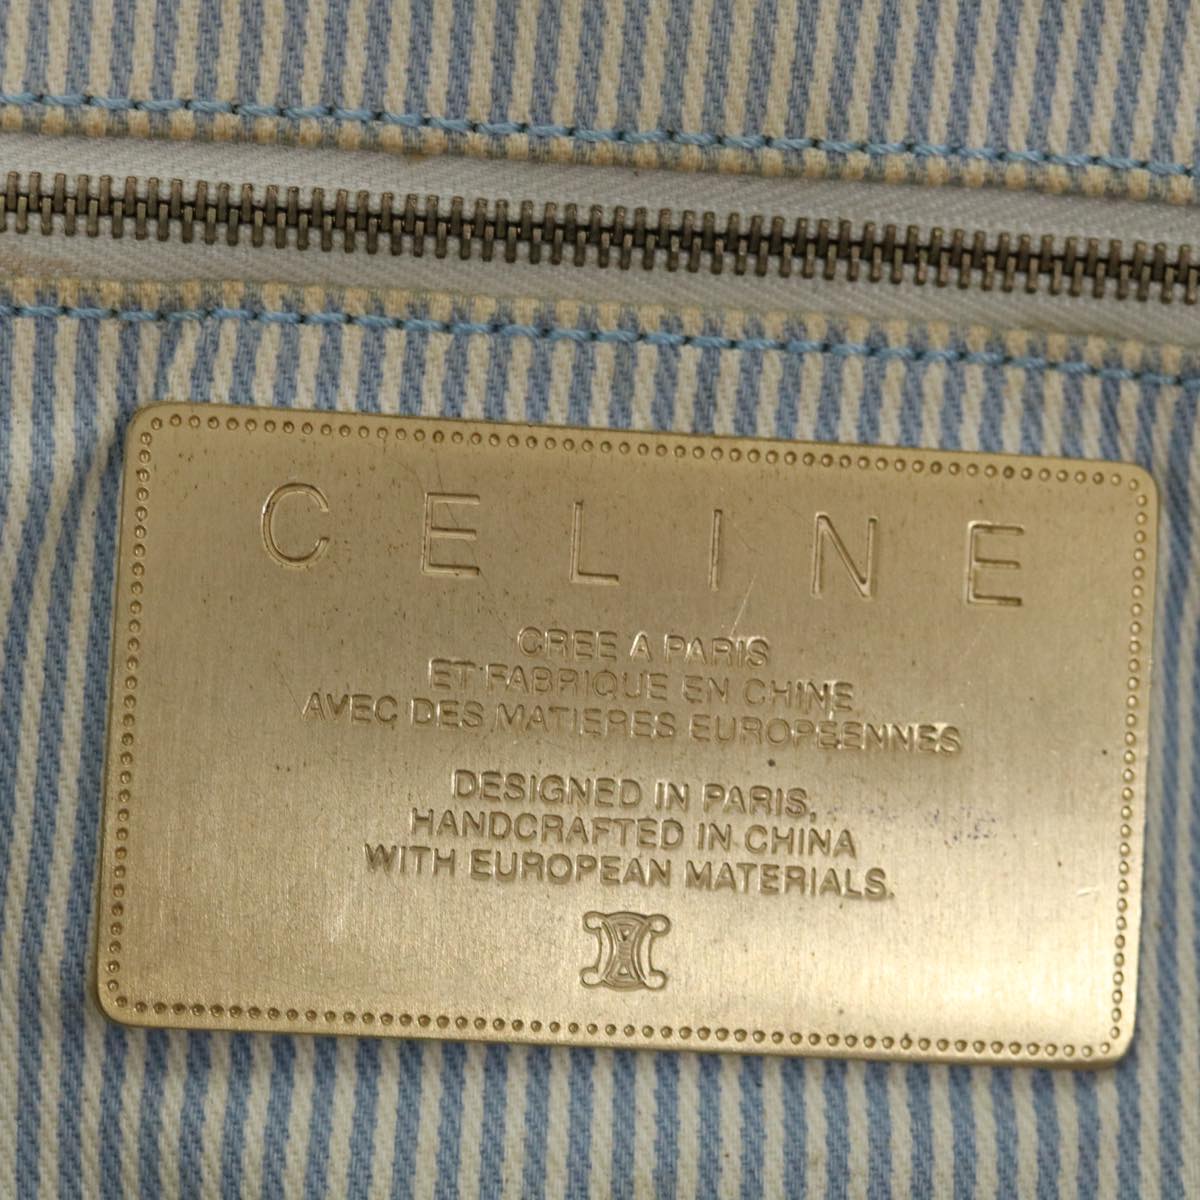 CELINE
CREE A PARIS
ET FABRIQUE EN CHINE
AVEC DES MATIERES EUROPÉENNES
DESIGNED IN PARIS,
HANDCRAFTED IN CHINA
WITH EUROPEAN MATERIALS.